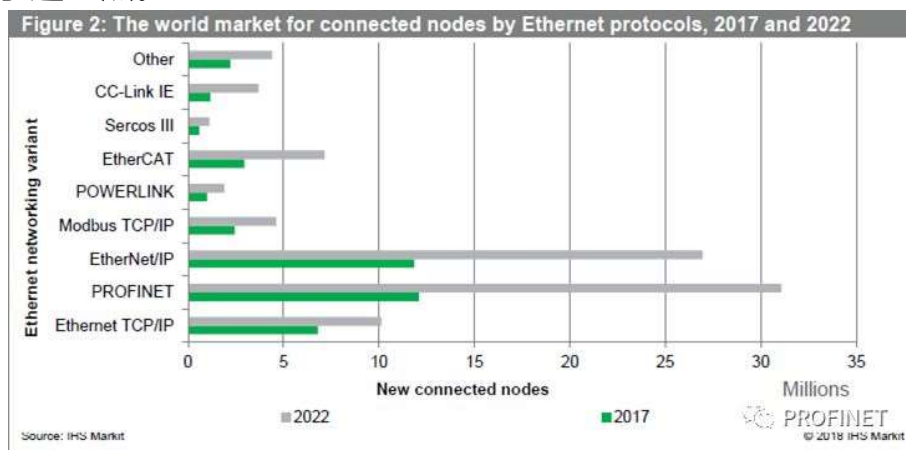 Figure 2: The world market for connected nodes by Ethernet protocols, 2017 and 2022
Ethernet networking variant
Other
CC-Link IE
Sercos III
EtherCAT
POWERLINK
Modbus TCP/IP
EtherNet/IP
PROFINET
Ethernet TCP/IP
0 5 10 15 20 25 30 35
New connected nodes
Millions
2022 2017
PROFINET
Source: IHS Markit
© 2018 IHS Markit